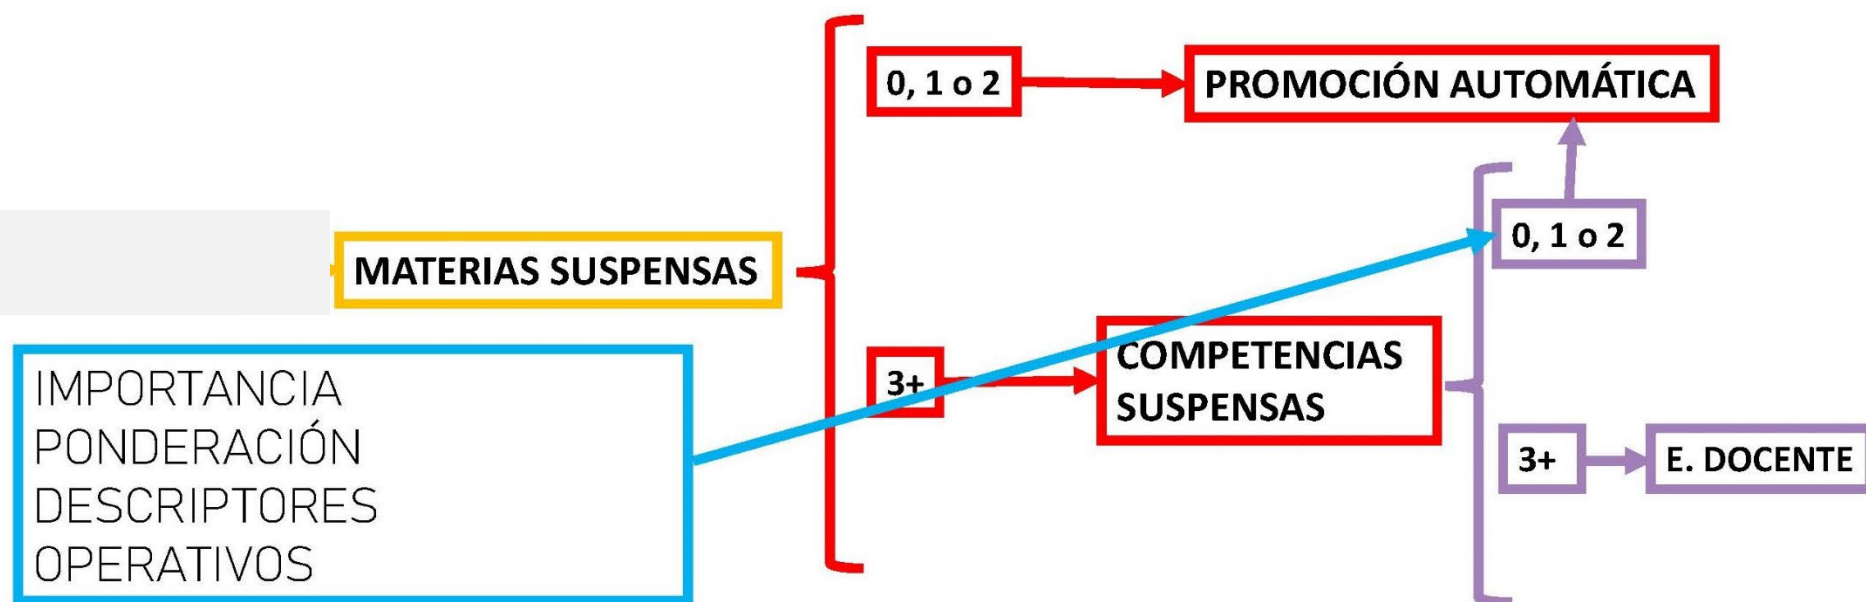 0, 1 o 2
PROMOCIÓN AUTOMÁTICA
MATERIAS SUSPENSAS
0, 1 o 2
3+
COMPETENCIAS
SUSPENSAS
3+
E. DOCENTE
IMPORTANCIA
PONDERACIÓN
DESCRIPTORES
OPERATIVOS